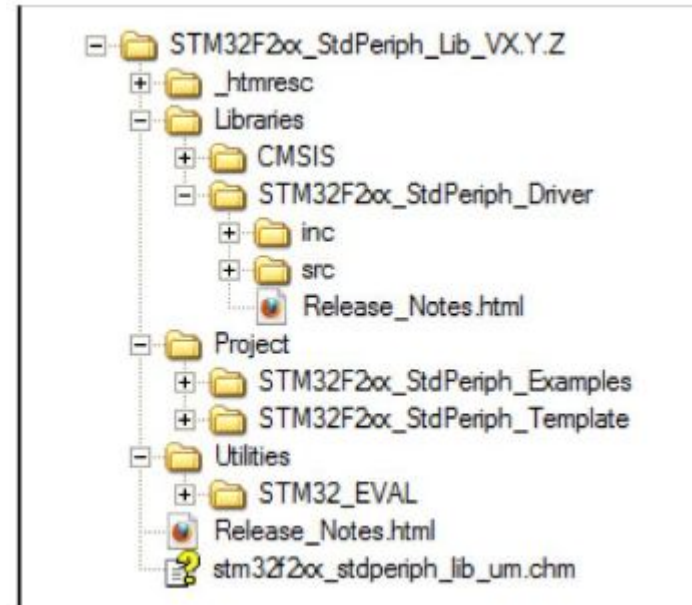 STM32F2xx_StdPeriph_Lib_VX.Y.Z
_htmresc
Libraries
CMSIS
STM32F2xx_StdPeriph_Driver
inc
src
Release_Notes.html
Project
STM32F2xx_StdPeriph_Examples
STM32F2xx_StdPeriph_Template
Utilities
STM32_EVAL
Release_Notes.html
stm32f2xx_stdperiph_lib_um.chm